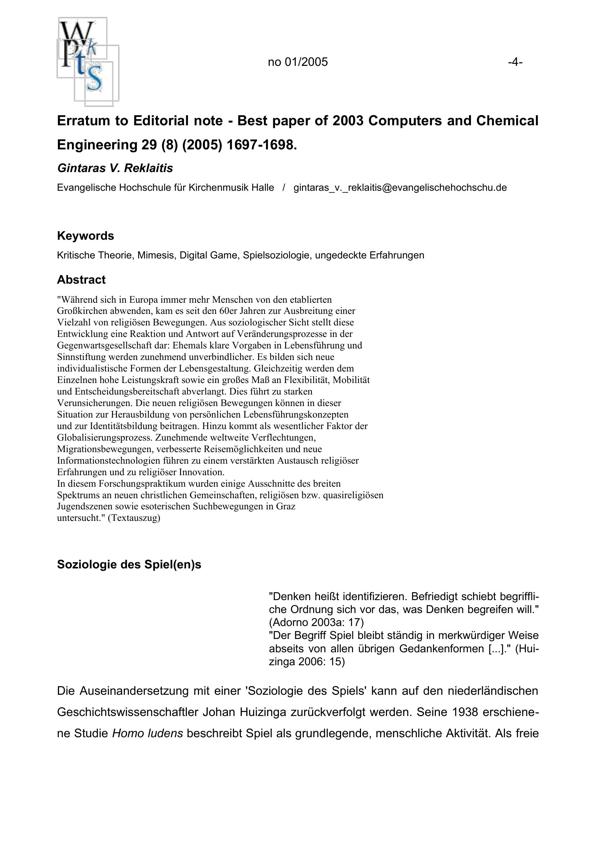 W
P k
t s
no 01/2005 -4-
Erratum to Editorial note - Best paper of 2003 Computers and Chemical
Engineering 29 (8) (2005) 1697-1698.
Gintaras V. Reklaitis
Evangelische Hochschule für Kirchenmusik Halle / gintaras_v._reklaitis@evangelischehochschu.de
Keywords
Kritische Theorie, Mimesis, Digital Game, Spielsoziologie, ungedeckte Erfahrungen
Abstract
"Während sich in Europa immer mehr Menschen von den etablierten
Großkirchen abwenden, kam es seit den 60er Jahren zur Ausbreitung einer
Vielzahl von religiösen Bewegungen. Aus soziologischer Sicht stellt diese
Entwicklung eine Reaktion und Antwort auf Veränderungsprozesse in der
Gegenwartsgesellschaft dar: Ehemals klare Vorgaben in Lebensführung und
Sinnstiftung werden zunehmend unverbindlicher. Es bilden sich neue
individualistische Formen der Lebensgestaltung. Gleichzeitig werden dem
Einzelnen hohe Leistungskraft sowie ein großes Maß an Flexibilität, Mobilität
und Entscheidungsbereitschaft abverlangt. Dies führt zu starken
Verunsicherungen. Die neuen religiösen Bewegungen können in dieser
Situation zur Herausbildung von persönlichen Lebensführungskonzepten
und zur Identitätsbildung beitragen. Hinzu kommt als wesentlicher Faktor der
Globalisierungsprozess. Zunehmende weltweite Verflechtungen,
Migrationsbewegungen, verbesserte Reisemöglichkeiten und neue
Informationstechnologien führen zu einem verstärkten Austausch religiöser
Erfahrungen und zu religiöser Innovation.
In diesem Forschungspraktikum wurden einige Ausschnitte des breiten
Spektrums an neuen christlichen Gemeinschaften, religiösen bzw. quasireligiösen
Jugendszenen sowie esoterischen Suchbewegungen in Graz
untersucht." (Textauszug)
Soziologie des Spiel(en)s
"Denken heißt identifizieren. Befriedigt schiebt begriffli-
che Ordnung sich vor das, was Denken begreifen will."
(Adorno 2003a: 17)
"Der Begriff Spiel bleibt ständig in merkwürdiger Weise
abseits von allen übrigen Gedankenformen [...]." (Hui-
zinga 2006: 15)
Die Auseinandersetzung mit einer 'Soziologie des Spiels' kann auf den niederländischen
Geschichtswissenschaftler Johan Huizinga zurückverfolgt werden. Seine 1938 erschiene-
ne Studie Homo ludens beschreibt Spiel als grundlegende, menschliche Aktivität. Als freie